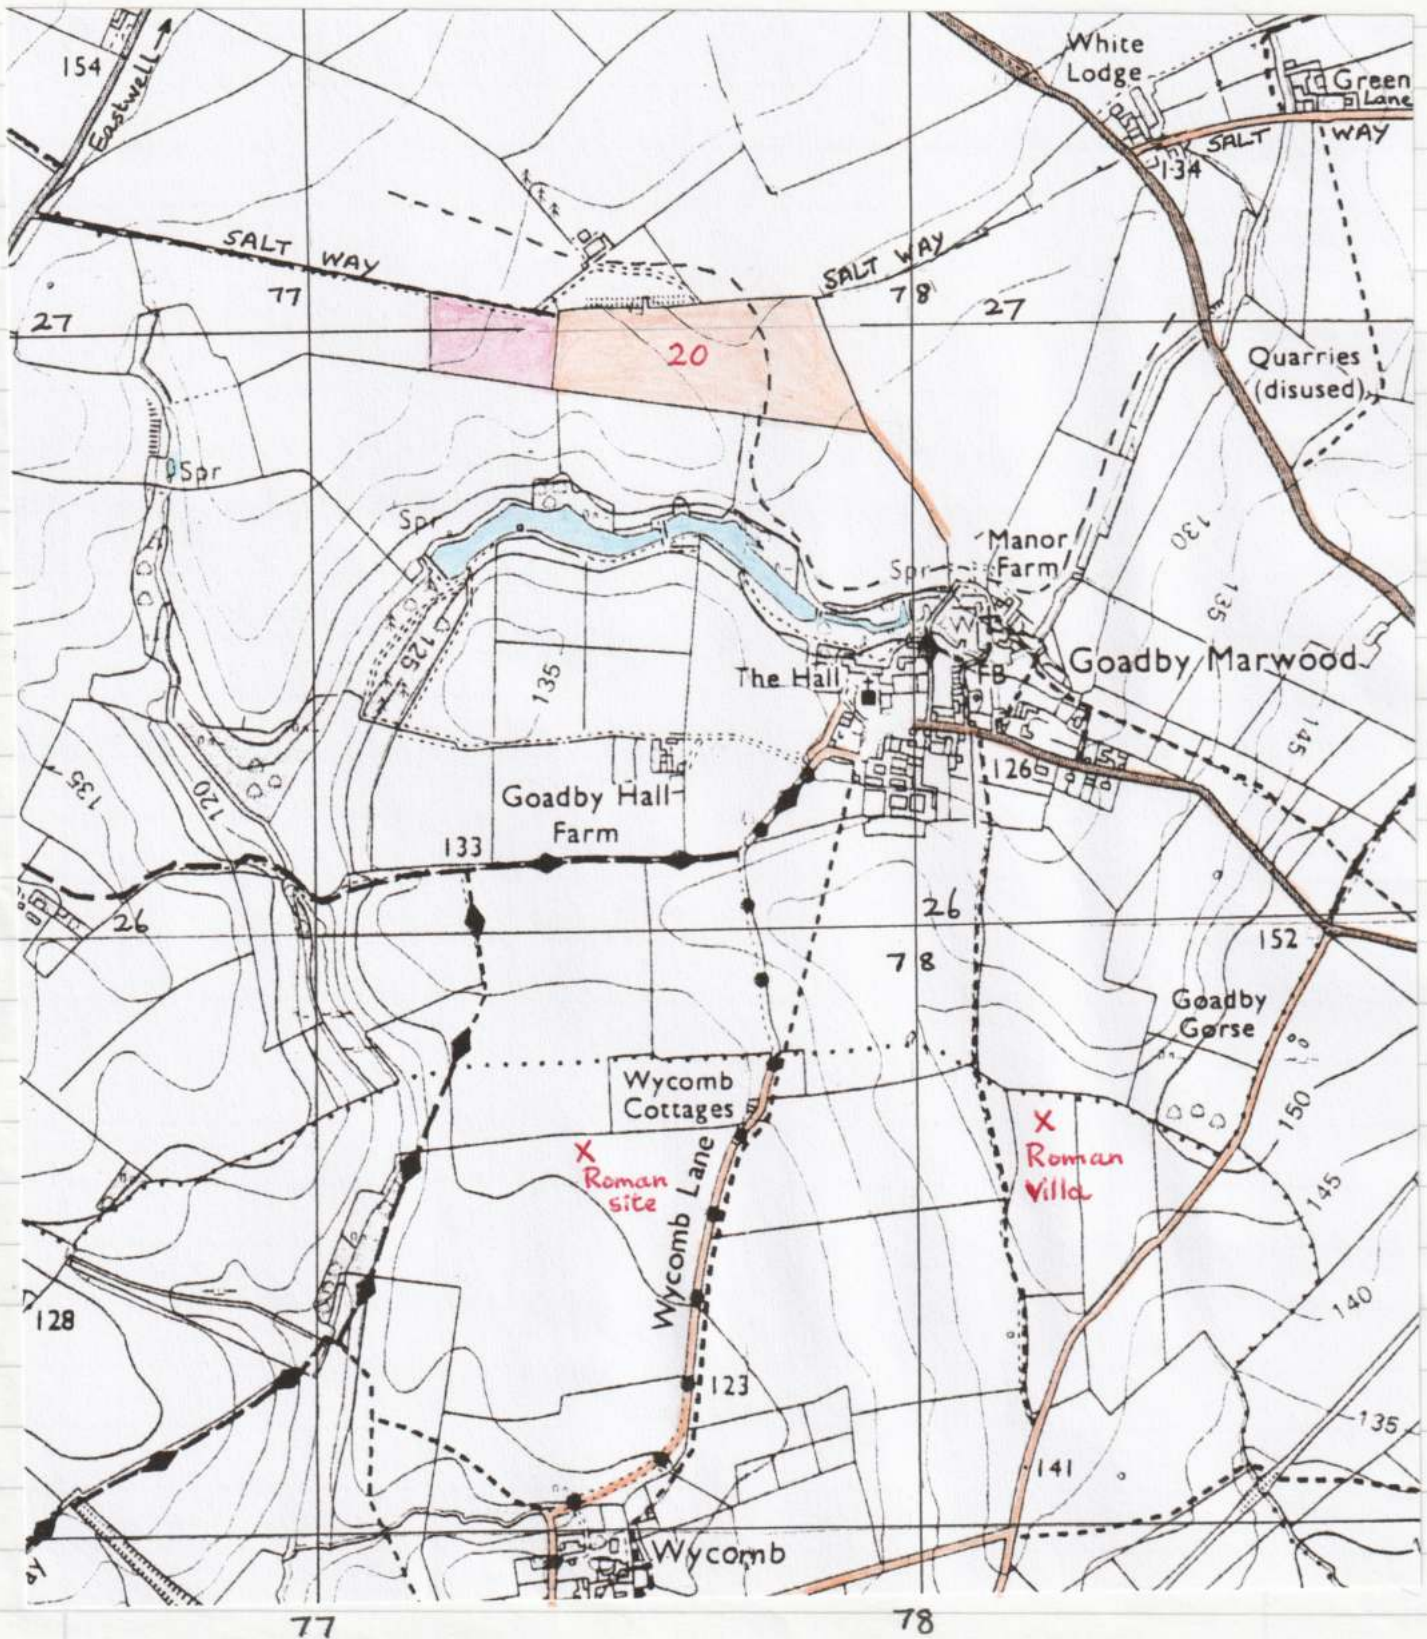 154
Eastwell
White
Lodge
Green
Lane
SALT WAY
134
SALT WAY
SALT WAY
77
78
27
27
20
Quarries
(disused)
Spr
Spr
Spr
Manor
Farm
W
130
135
125
135
The Hall
FB
Goadby Marwood
145
126
135
120
Goadby Hall
Farm
133
26
26
152
78
Goadby
Gorse
Wycomb
Cottages
150
X
Roman
site
X
Roman
Villa
Wycomb Lane
145
140
128
123
135
141
Wycomb
77
78